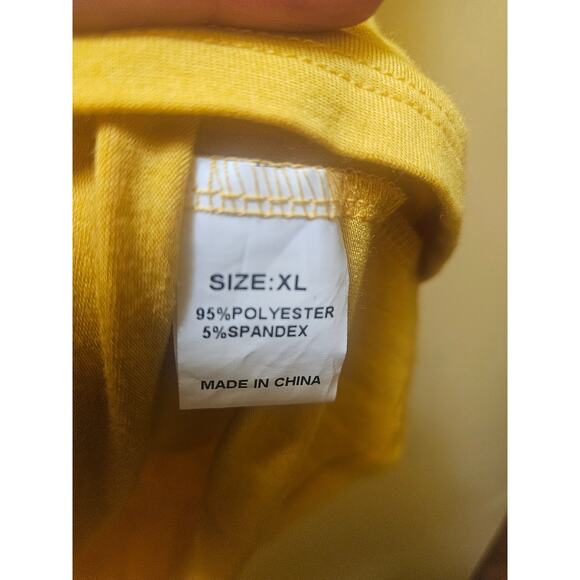 SIZE:XL
95%POLYESTER
5%SPANDEX
MADE IN CHINA